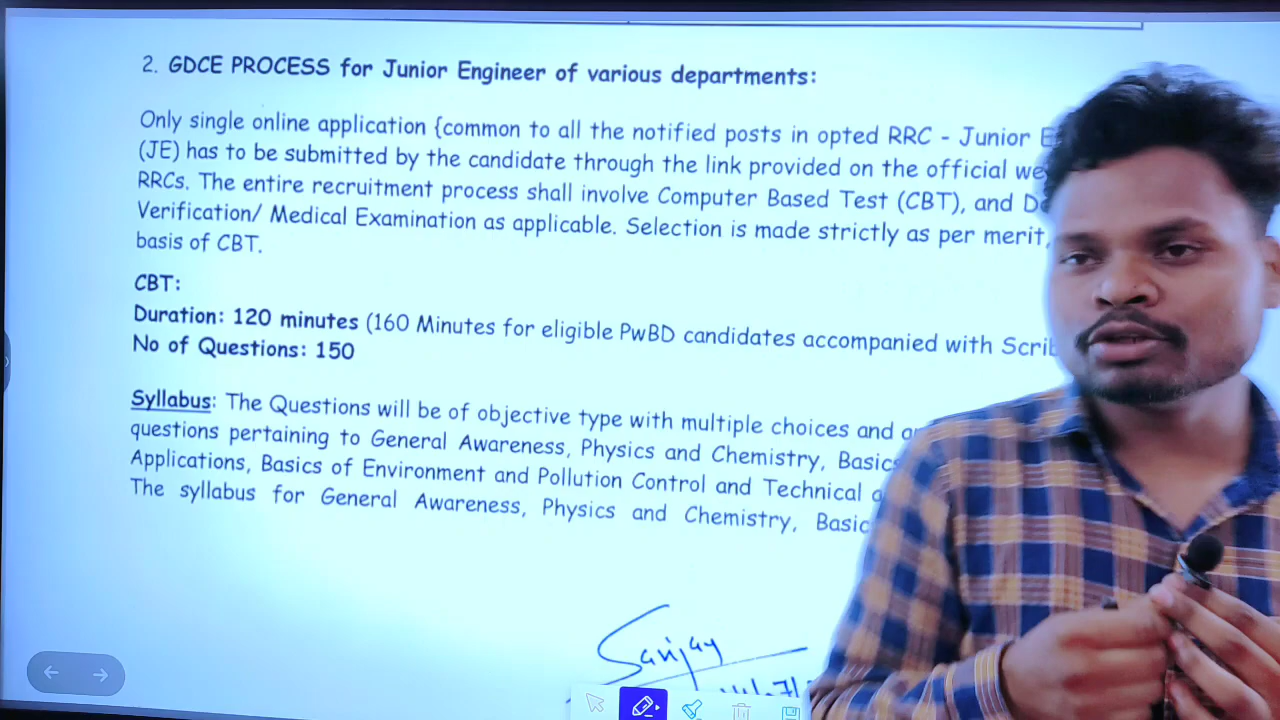 2. GDCE PROCESS for Junior Engineer of various departments:
Only single online application {common to all the notified posts in opted RRC - Junior
(JE) has to be submitted by the candidate through the link provided on the official
RRCs. The entire recruitment process shall involve Computer Based Test (CBT), and
Verification/ Medical Examination as applicable. Selection is made strictly as per merit,
basis of CBT.
CBT:
Duration: 120 minutes (160 Minutes for eligible PwBD candidates accompanied with
No of Questions: 150
Syllabus: The Questions will be of objective type with multiple choices and
questions pertaining to General Awareness, Physics and Chemistry, Basics
Applications, Basics of Environment and Pollution Control and Technical
The syllabus for General Awareness, Physics and Chemistry,
Sanjay